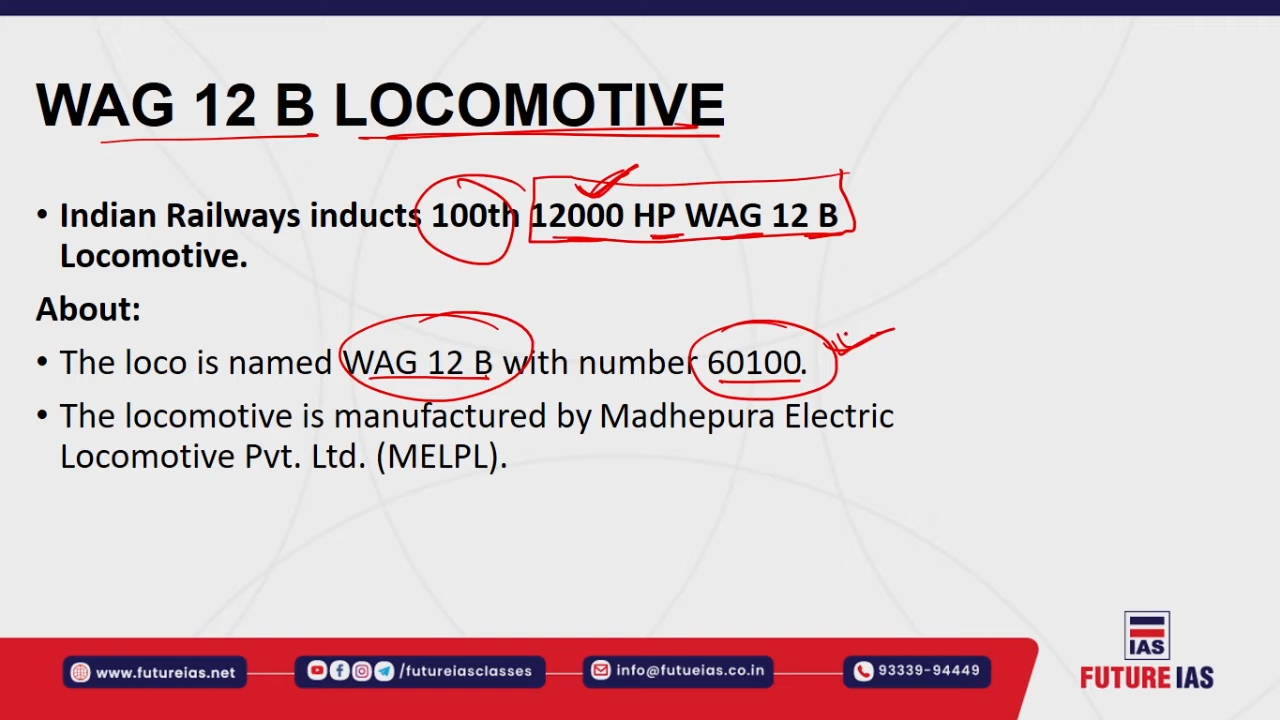 WAG 12 B LOCOMOTIVE
• Indian Railways inducts 100th 12000 HP WAG 12 B
Locomotive.
About:
• The loco is named WAG 12 B with number 60100.
• The locomotive is manufactured by Madhepura Electric
Locomotive Pvt. Ltd. (MELPL).
IAS
FUTURE IAS
www.futureias.net
/futureiasclasses
info@futueias.co.in
93339-94449